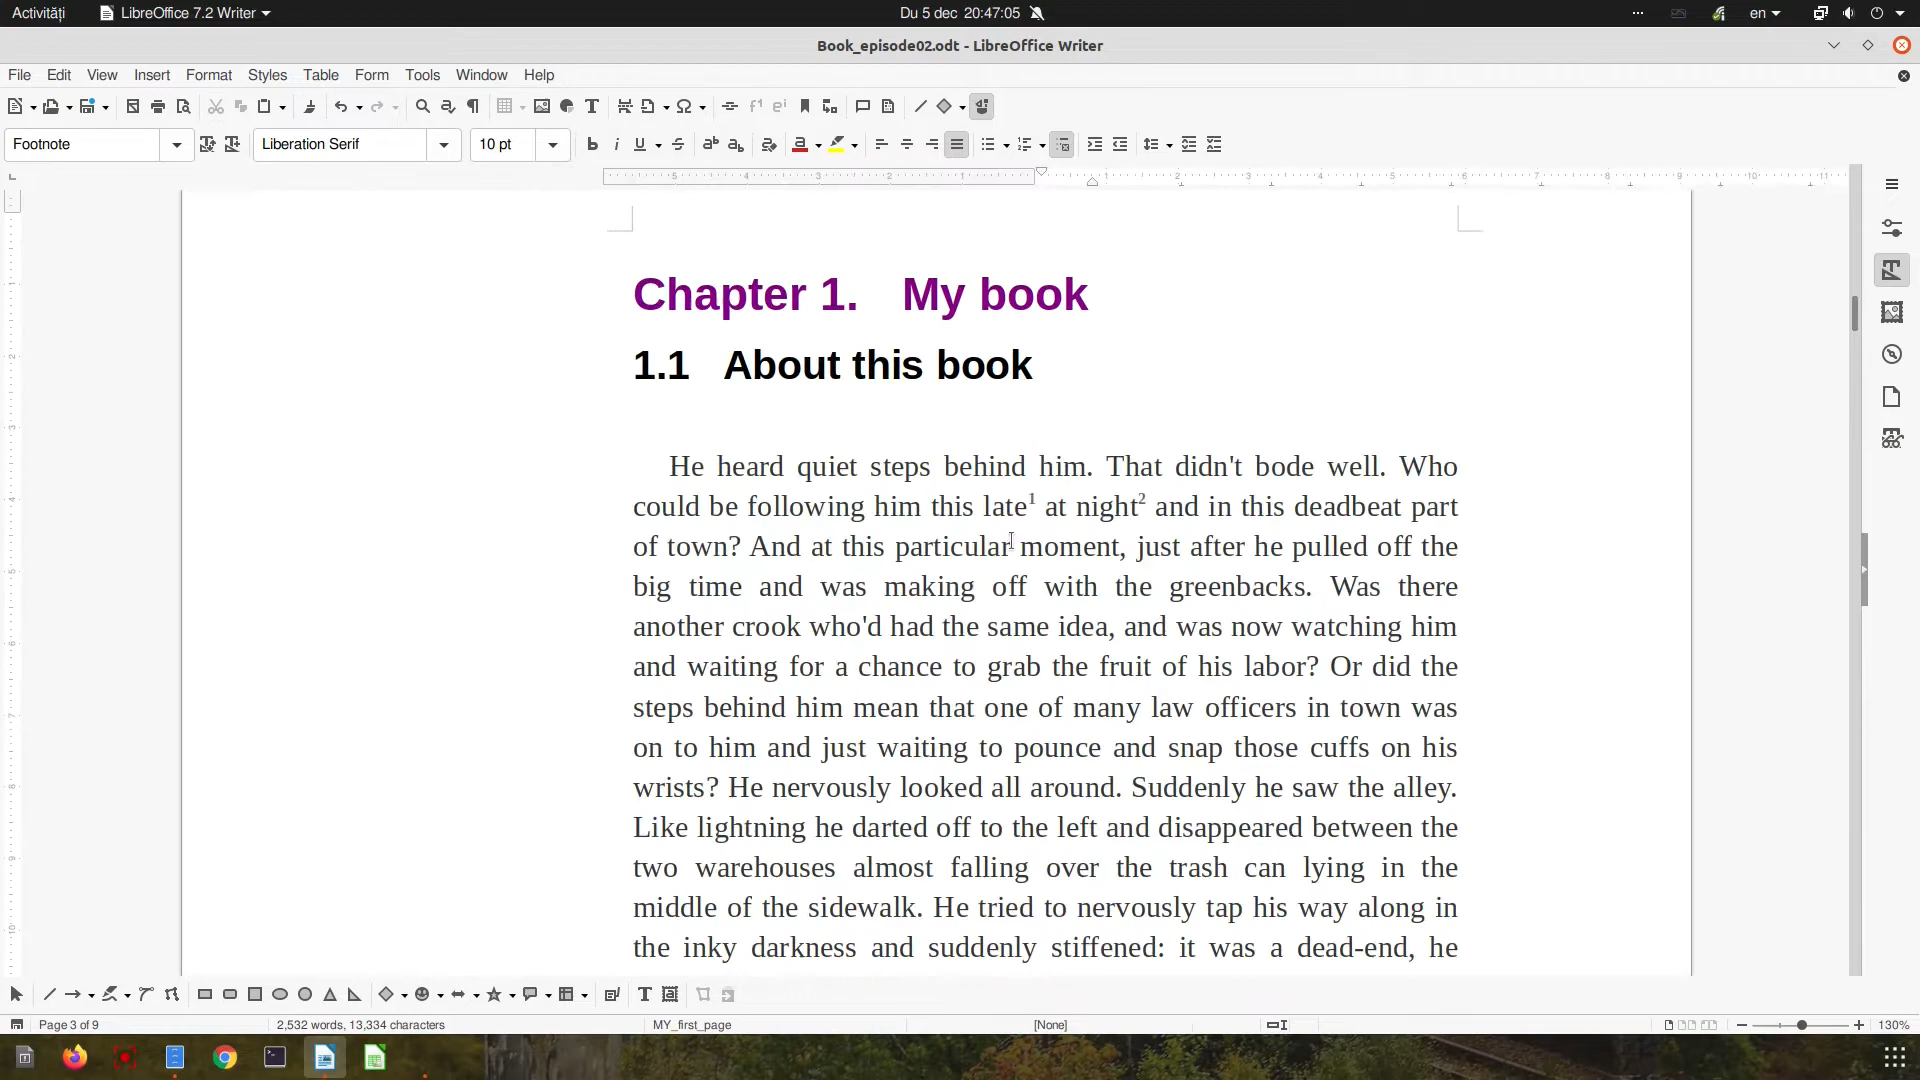 Activități LibreOffice 7.2 Writer Du 5 dec 20:47:05 en
Book_episode02.odt - LibreOffice Writer
File Edit View Insert Format Styles Table Form Tools Window Help
Footnote Liberation Serif 10 pt
Chapter 1. My book
1.1 About this book
He heard quiet steps behind him. That didn't bode well. Who
could be following him this late1 at night2 and in this deadbeat part
of town? And at this particular moment, just after he pulled off the
big time and was making off with the greenbacks. Was there
another crook who'd had the same idea, and was now watching him
and waiting for a chance to grab the fruit of his labor? Or did the
steps behind him mean that one of many law officers in town was
on to him and just waiting to pounce and snap those cuffs on his
wrists? He nervously looked all around. Suddenly he saw the alley.
Like lightning he darted off to the left and disappeared between the
two warehouses almost falling over the trash can lying in the
middle of the sidewalk. He tried to nervously tap his way along in
the inky darkness and suddenly stiffened: it was a dead-end, he
Page 3 of 9 2,532 words, 13,334 characters MY_first_page [None] 130%